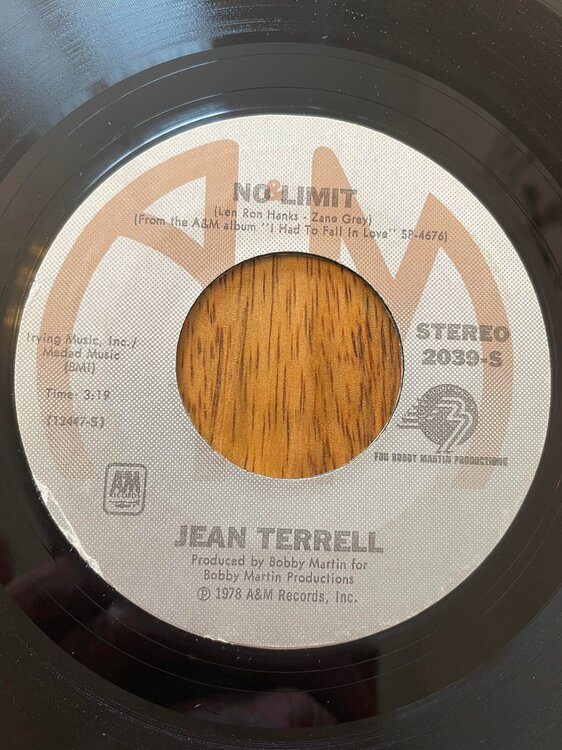 NO LIMIT
(Len Ron Hanks - Zane Grey)
(From the A&M album "I Had To Fall In Love" SP-4676)
Irving Music, Inc./
Medad Music
(BMI)
Time: 3:19
(12447-S)
STEREO
2039-S
FOR BOBBY MARTIN PRODUCTIONS
A&M
RECORDS
JEAN TERRELL
Produced by Bobby Martin for
Bobby Martin Productions
℗ 1978 A&M Records, Inc.
A&M